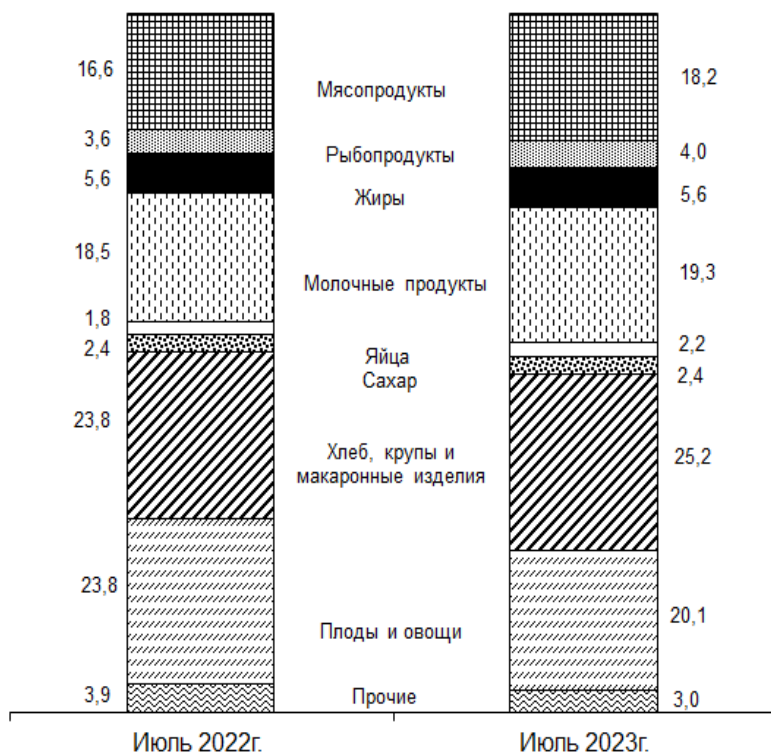 16,6
Мясопродукты
18,2
3,6
Рыбопродукты
4,0
5,6
Жиры
5,6
18,5
Молочные продукты
19,3
1,8
Яйца
2,2
2,4
Сахар
2,4
23,8
Хлеб, крупы и
макаронные изделия
25,2
23,8
Плоды и овощи
20,1
3,9
Прочие
3,0
Июль 2022г.
Июль 2023г.